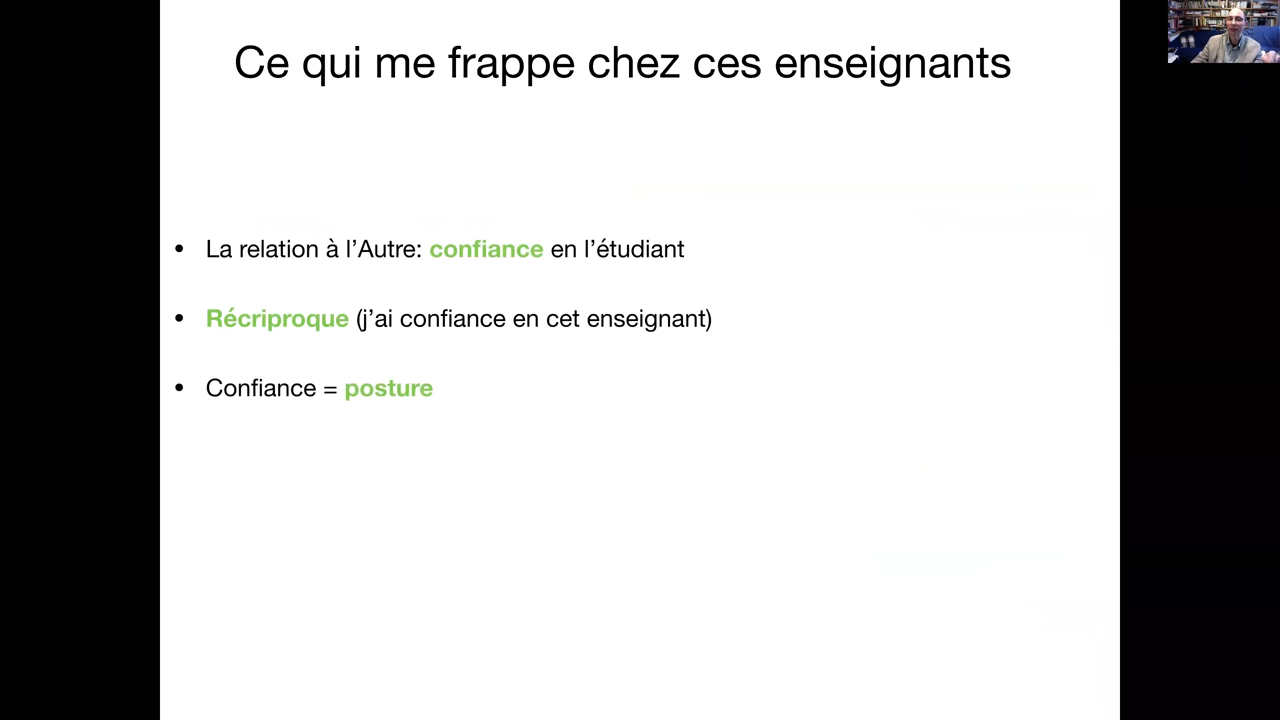 Ce qui me frappe chez ces enseignants
• La relation à l’Autre: confiance en l’étudiant
• Récriproque (j’ai confiance en cet enseignant)
• Confiance = posture